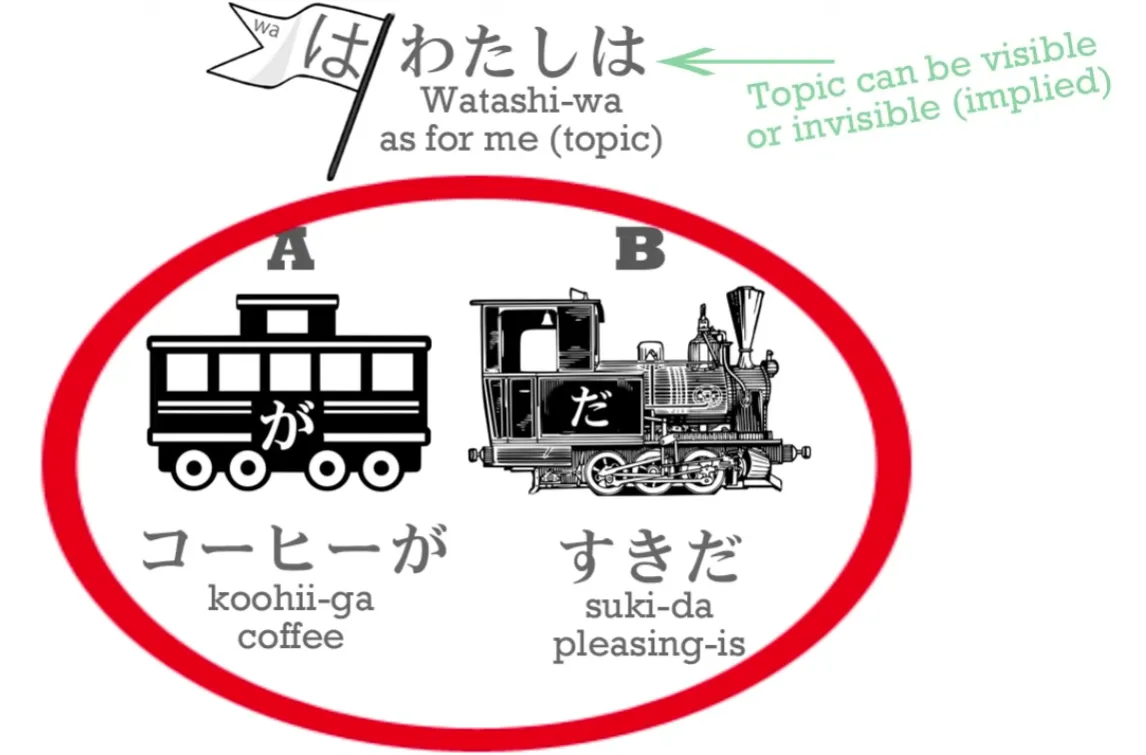 wa
は
わたしは
Watashi-wa
as for me (topic)
Topic can be visible
or invisible (implied)
A
B
が
だ
コーヒーが
koohii-ga
coffee
すきだ
suki-da
pleasing-is